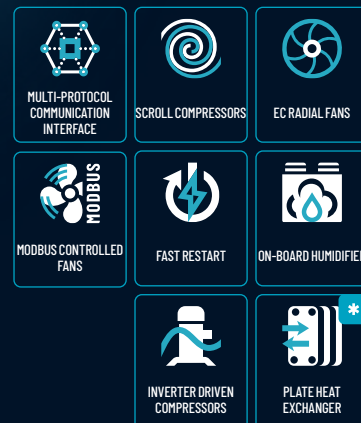 MULTI-PROTOCOL
COMMUNICATION
INTERFACE
SCROLL COMPRESSORS
EC RADIAL FANS
MODBUS
MODBUS CONTROLLED
FANS
FAST RESTART
ON-BOARD HUMIDIFIER
INVERTER DRIVEN
COMPRESSORS
*
PLATE HEAT
EXCHANGER